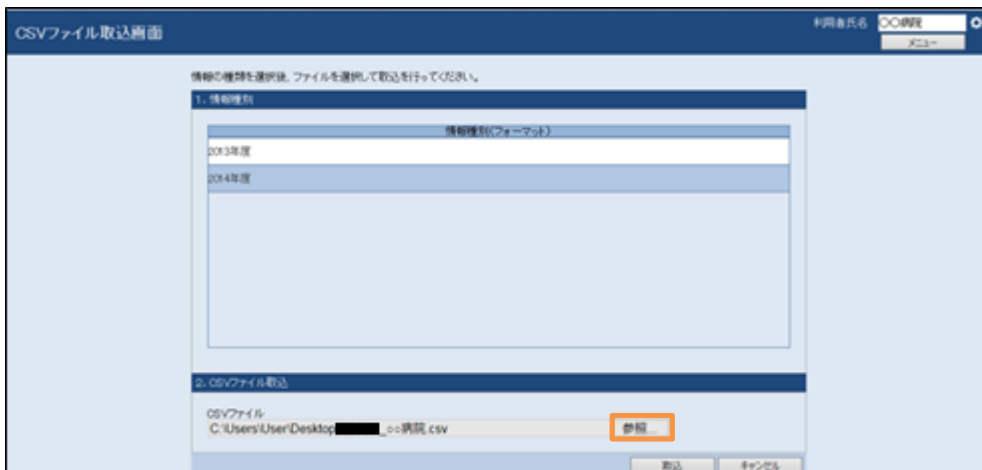 CSVファイル取込画面
利用者氏名 〇〇病院
メニュー
情報の種類を選択後、ファイルを選択して取込を行ってください。
1. 情報種別
情報種別(フォーマット)
2013年度
2014年度
2. CSVファイル取込
CSVファイル
C:\Users\User\Desktop _○○病院.csv
参照...
取込 キャンセル